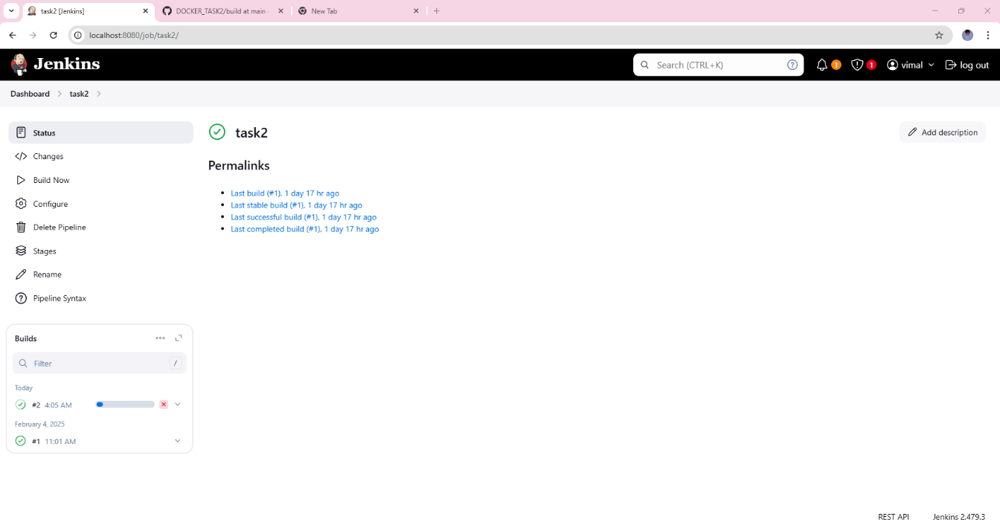 task2 [Jenkins]
DOCKER_TASK2/build at main
New Tab
localhost:8080/job/task2/
Jenkins
Search (CTRL+K)
1
1
vimal
log out
Dashboard
task2
Status
task2
Add description
Changes
Permalinks
Build Now
Last build (#1), 1 day 17 hr ago
Configure
Last stable build (#1), 1 day 17 hr ago
Last successful build (#1), 1 day 17 hr ago
Delete Pipeline
Last completed build (#1), 1 day 17 hr ago
Stages
Rename
Pipeline Syntax
Builds
Filter
/
Today
#2 4:05 AM
February 4, 2025
#1 11:01 AM
REST API
Jenkins 2.479.3